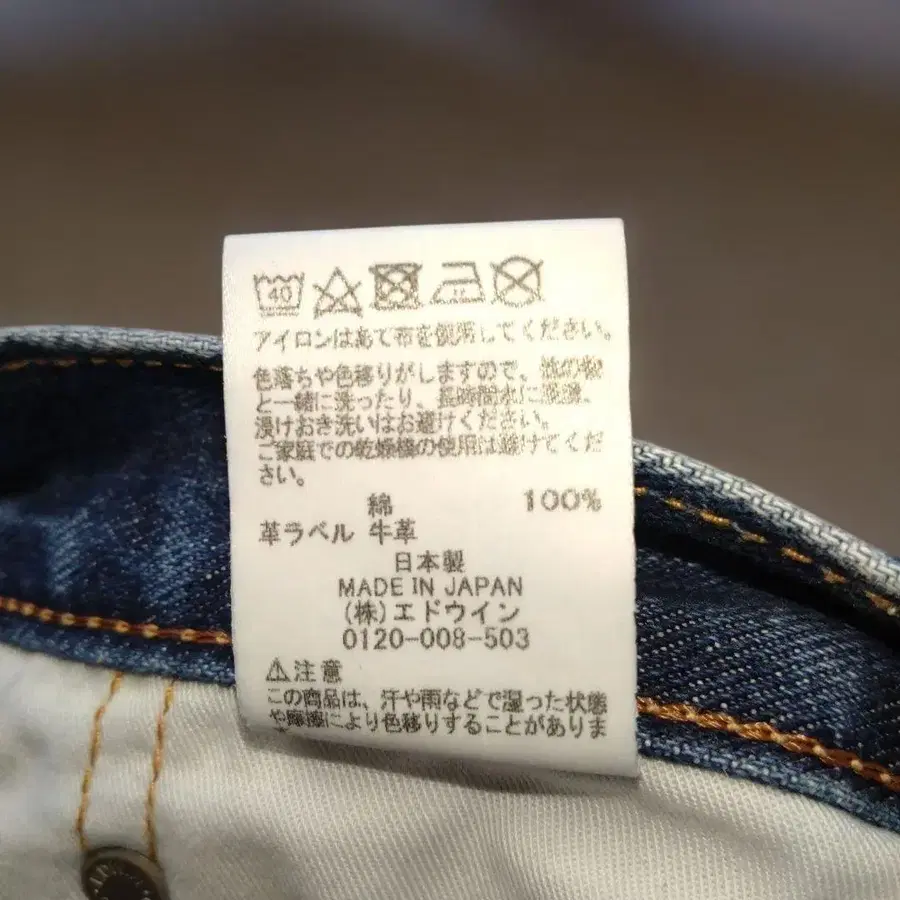 40
アイロンはあて布を使用してください。
色落ちや色移りがしますので、他の物
と一緒に洗ったり、長時間水に浸漬、
浸けおき洗いはお避けください。
ご家庭での乾燥機の使用は避けてくだ
さい。
綿 100%
革ラベル 牛革
日本製
MADE IN JAPAN
(株)エドウイン
0120-008-503
⚠注意
この商品は、汗や雨などで湿った状態
や摩擦により色移りすることがありま